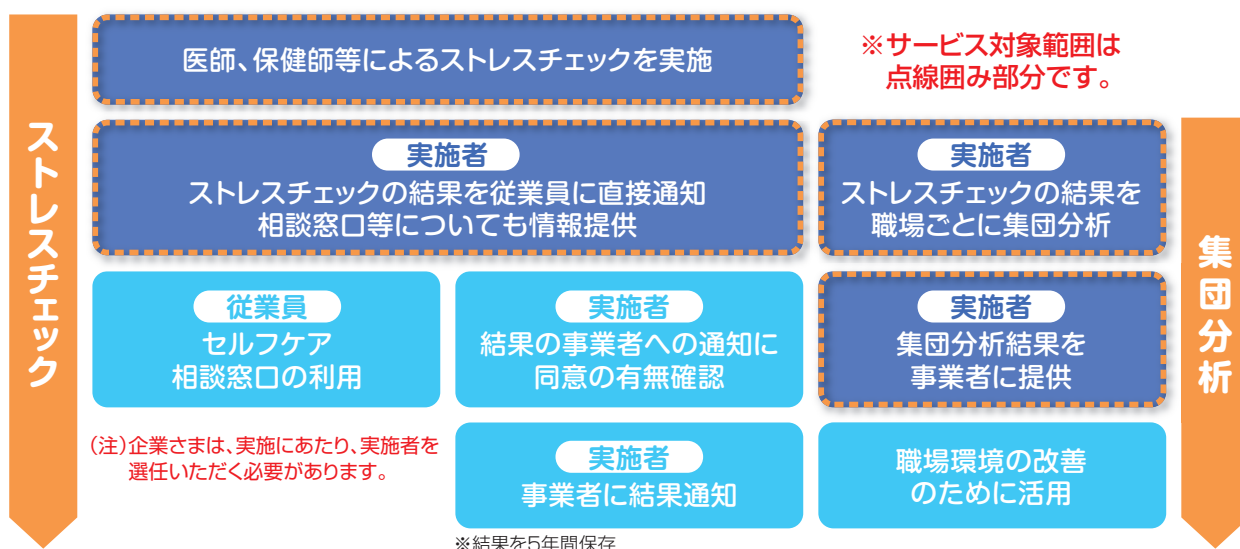 ストレスチェック
医師、保健師等によるストレスチェックを実施
※サービス対象範囲は
点線囲み部分です。
実施者
ストレスチェックの結果を従業員に直接通知
相談窓口等についても情報提供
実施者
ストレスチェックの結果を
職場ごとに集団分析
集団分析
従業員
セルフケア
相談窓口の利用
実施者
結果の事業者への通知に
同意の有無確認
実施者
集団分析結果を
事業者に提供
(注)企業さまは、実施にあたり、実施者を
選任いただく必要があります。
実施者
事業者に結果通知
職場環境の改善
のために活用
※結果を5年間保存